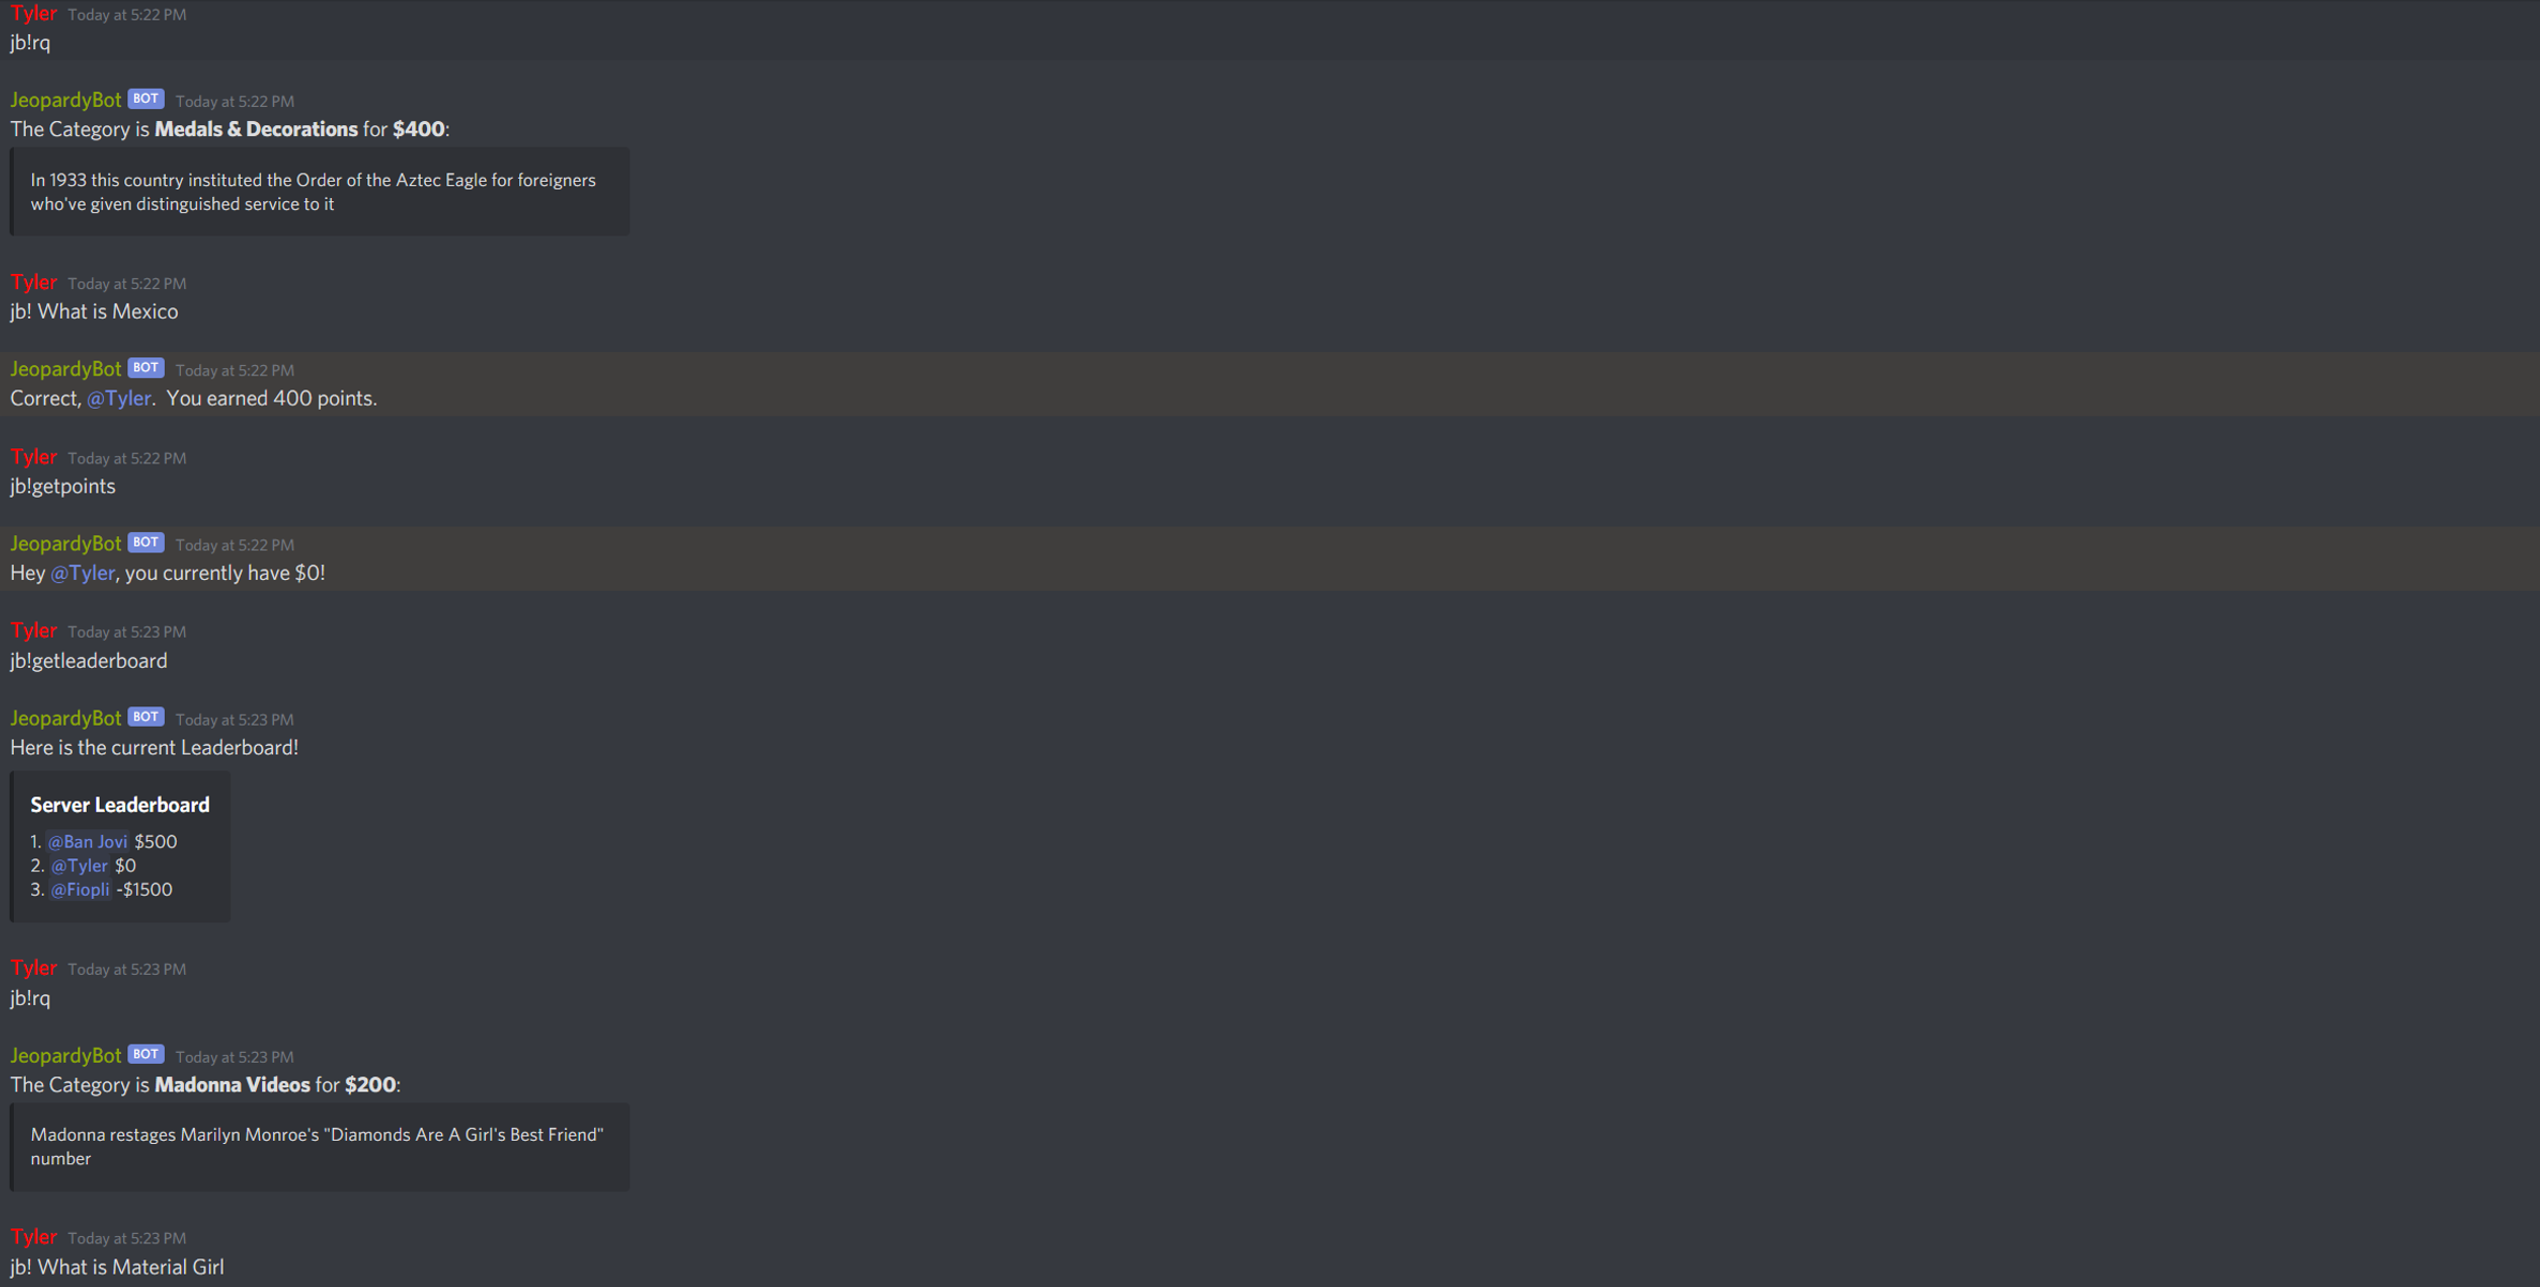 Tyler Today at 5:22 PM
jb!rq
JeopardyBot BOT Today at 5:22 PM
The Category is Medals & Decorations for $400:
In 1933 this country instituted the Order of the Aztec Eagle for foreigners
who've given distinguished service to it
Tyler Today at 5:22 PM
jb! What is Mexico
JeopardyBot BOT Today at 5:22 PM
Correct, @Tyler. You earned 400 points.
Tyler Today at 5:22 PM
jb!getpoints
JeopardyBot BOT Today at 5:22 PM
Hey @Tyler, you currently have $0!
Tyler Today at 5:23 PM
jb!getleaderboard
JeopardyBot BOT Today at 5:23 PM
Here is the current Leaderboard!
Server Leaderboard
1. @Ban Jovi $500
2. @Tyler $0
3. @Fiopli -$1500
Tyler Today at 5:23 PM
jb!rq
JeopardyBot BOT Today at 5:23 PM
The Category is Madonna Videos for $200:
Madonna restages Marilyn Monroe's "Diamonds Are A Girl's Best Friend"
number
Tyler Today at 5:23 PM
jb! What is Material Girl